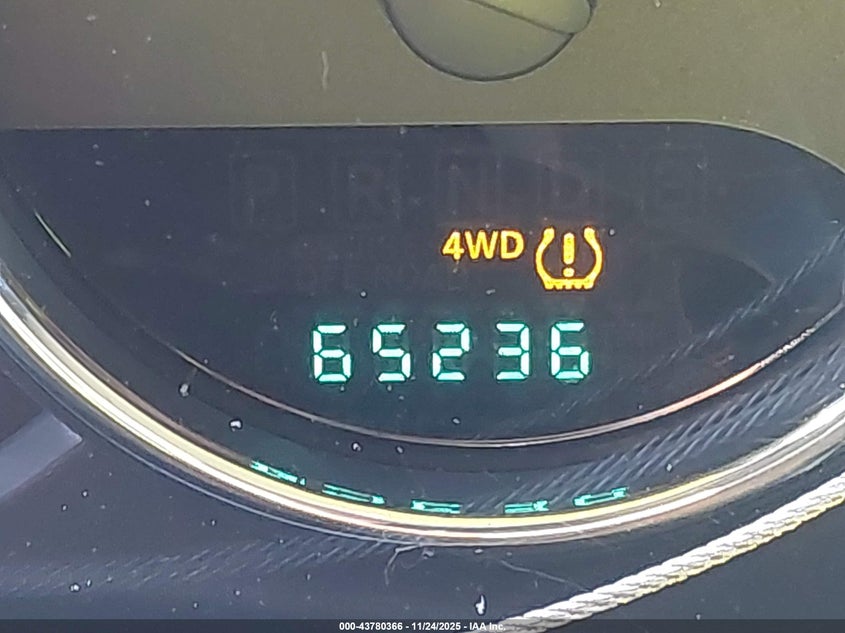 P R N D S
4WD
65236
000-43780366 - 11/24/2025 - IAA Inc.